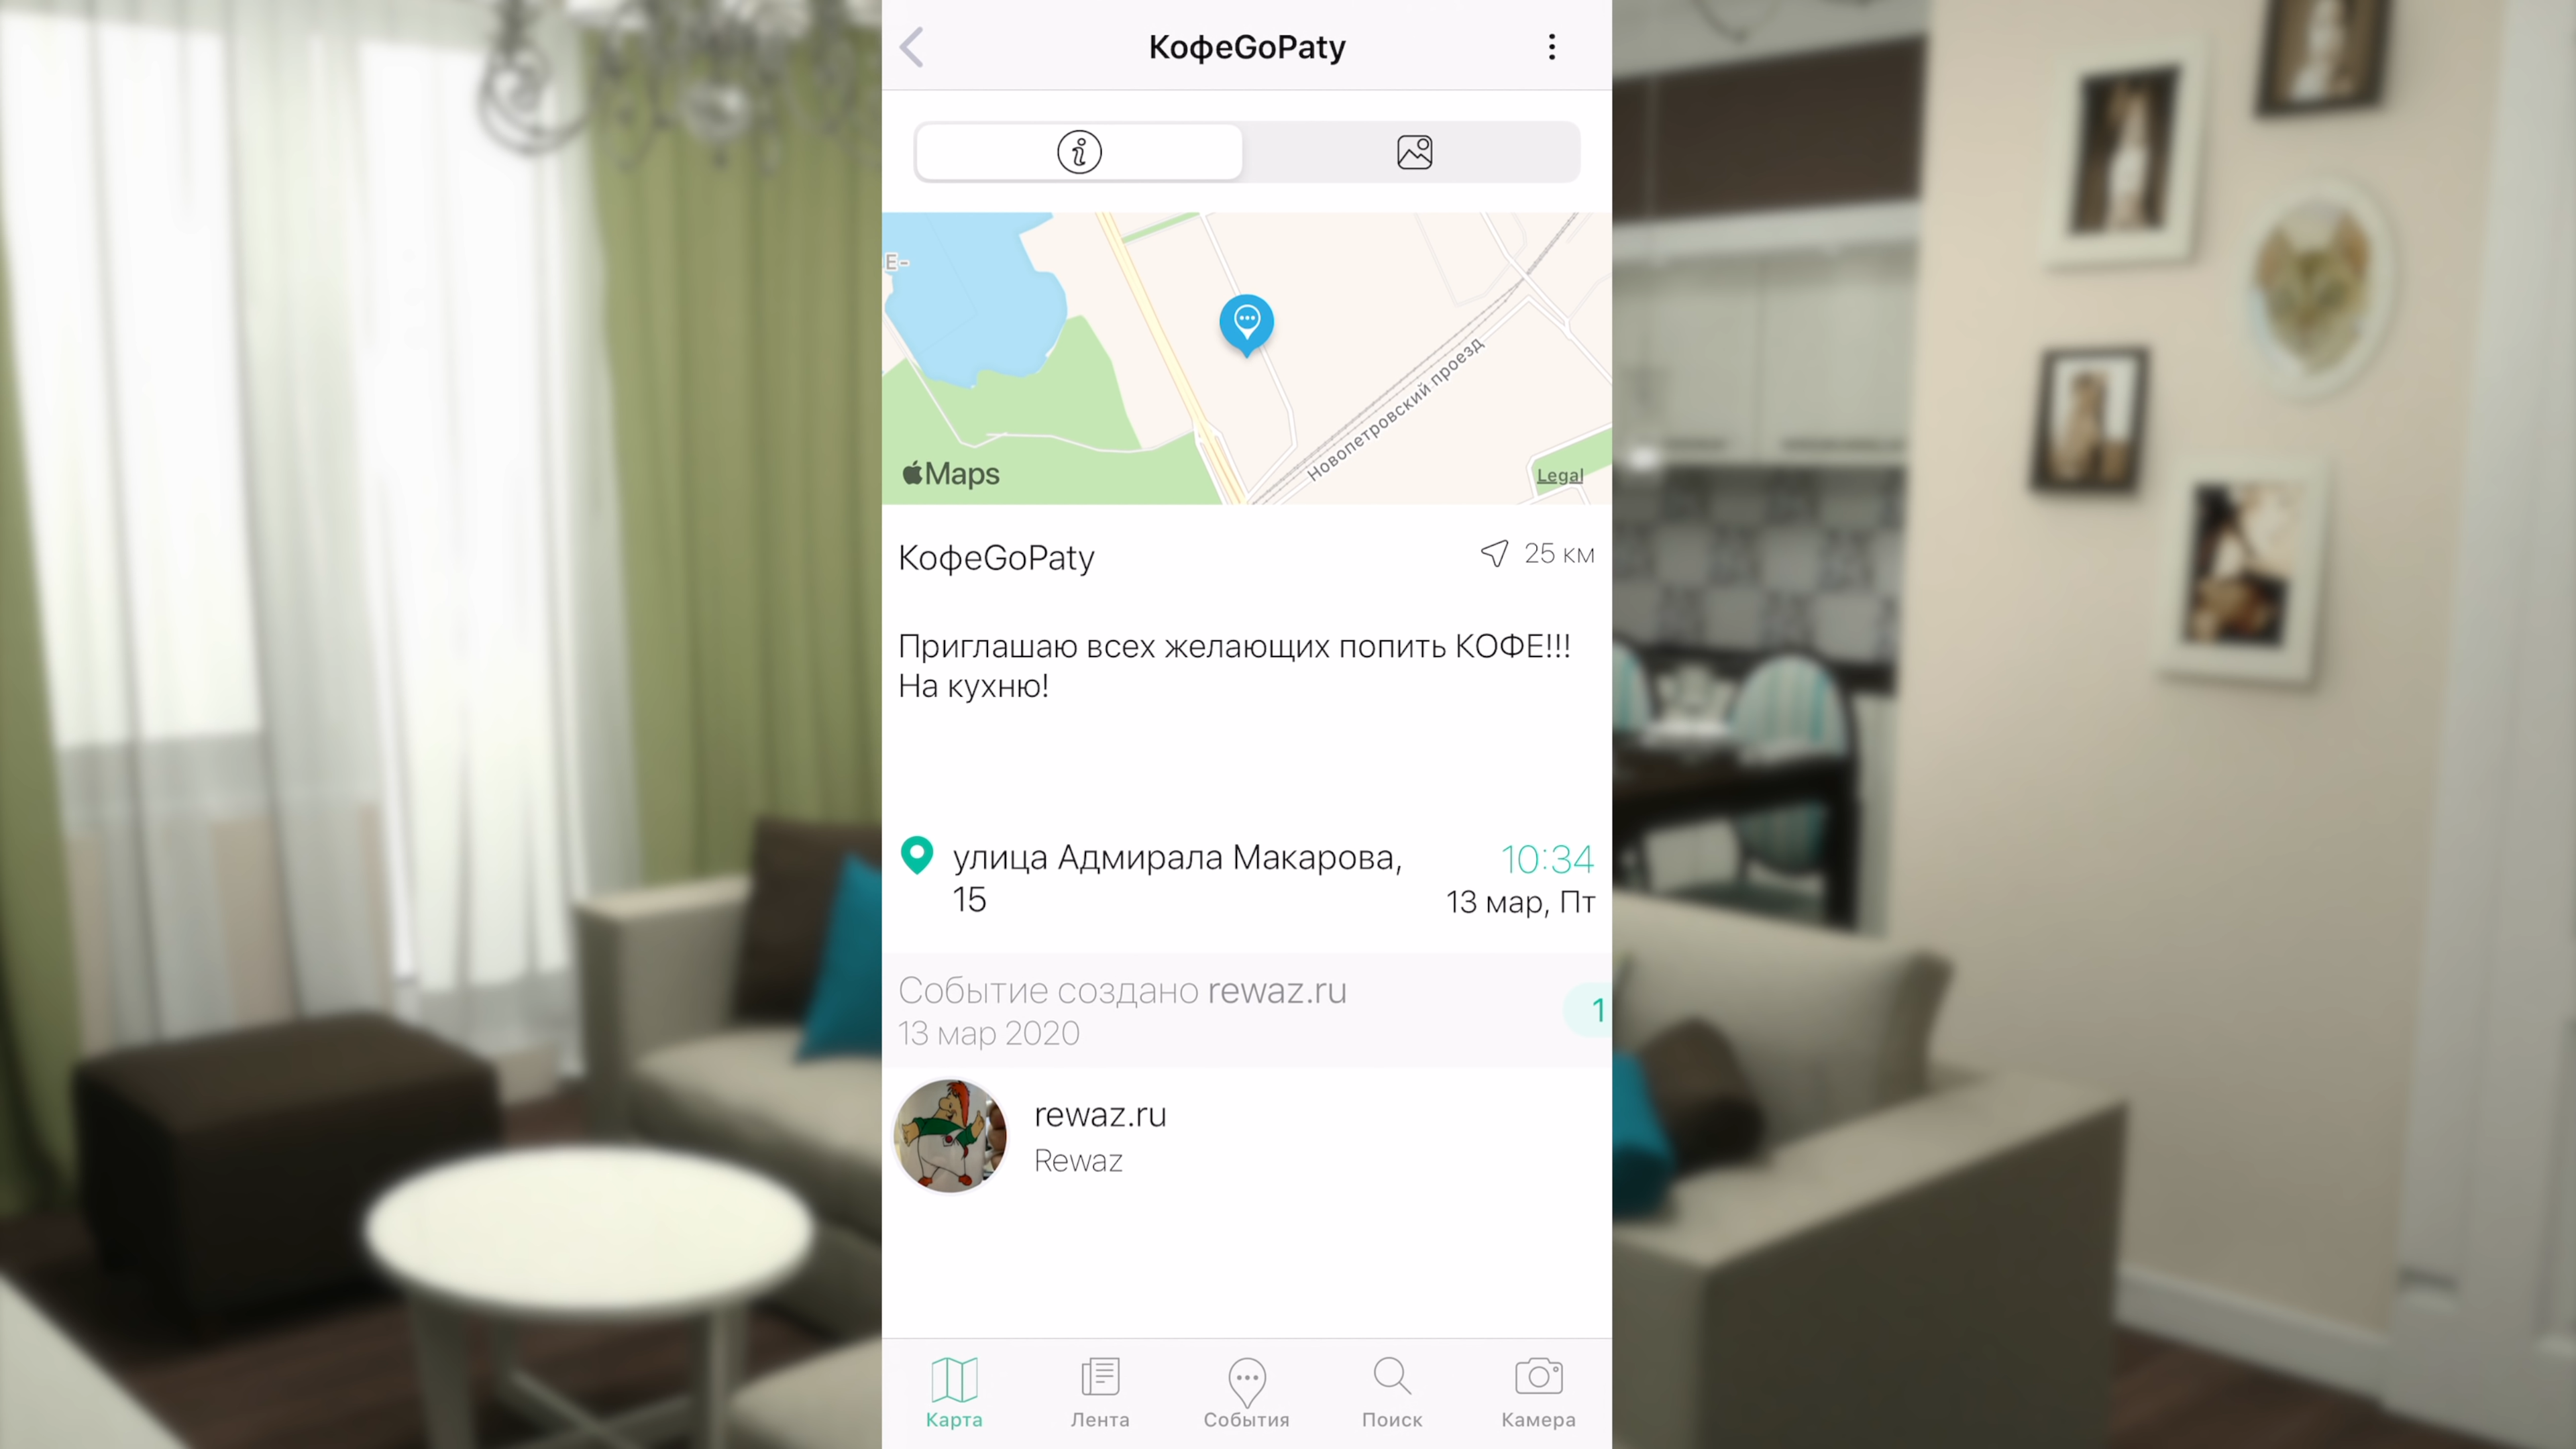 КофеGoPaty
E-
Новопетровский проезд
Maps
Legal
КофеGoPaty
25 км
Приглашаю всех желающих попить КОФЕ!!!
На кухню!
улица Адмирала Макарова,
15
10:34
13 мар, Пт
Событие создано rewaz.ru
13 мар 2020
1
rewaz.ru
Rewaz
Карта
Лента
События
Поиск
Камера